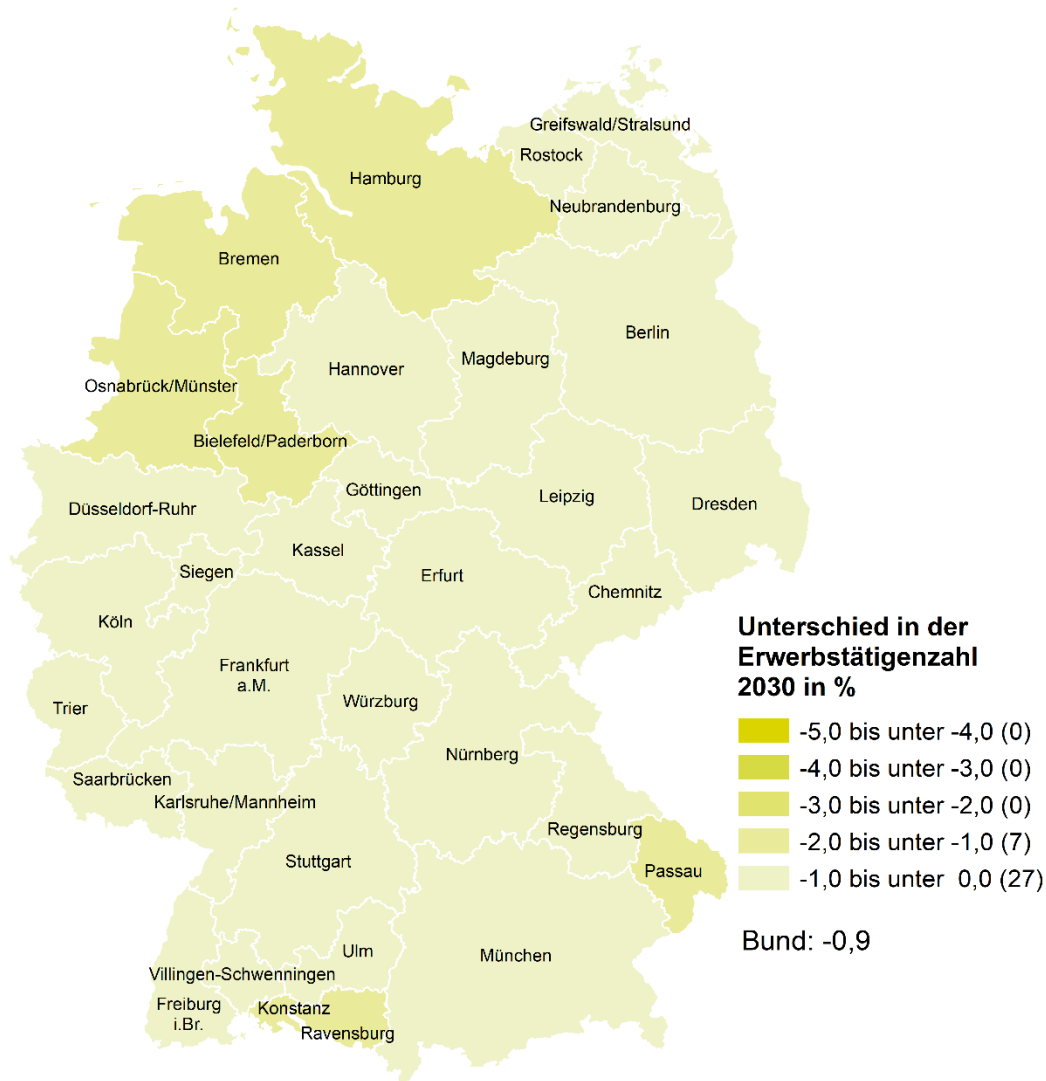 Greifswald/Stralsund
Rostock
Hamburg
Neubrandenburg
Bremen
Berlin
Hannover
Magdeburg
Osnabrück/Münster
Bielefeld/Paderborn
Göttingen
Leipzig
Düsseldorf-Ruhr
Dresden
Kassel
Siegen
Erfurt
Chemnitz
Köln
Frankfurt
a.M.
Würzburg
Trier
Nürnberg
Saarbrücken
Karlsruhe/Mannheim
Regensburg
Stuttgart
Passau
Ulm
München
Villingen-Schwenningen
Freiburg
i.Br.
Konstanz
Ravensburg
Unterschied in der
Erwerbstätigenzahl
2030 in %
-5,0 bis unter -4,0 (0)
-4,0 bis unter -3,0 (0)
-3,0 bis unter -2,0 (0)
-2,0 bis unter -1,0 (7)
-1,0 bis unter 0,0 (27)
Bund: -0,9